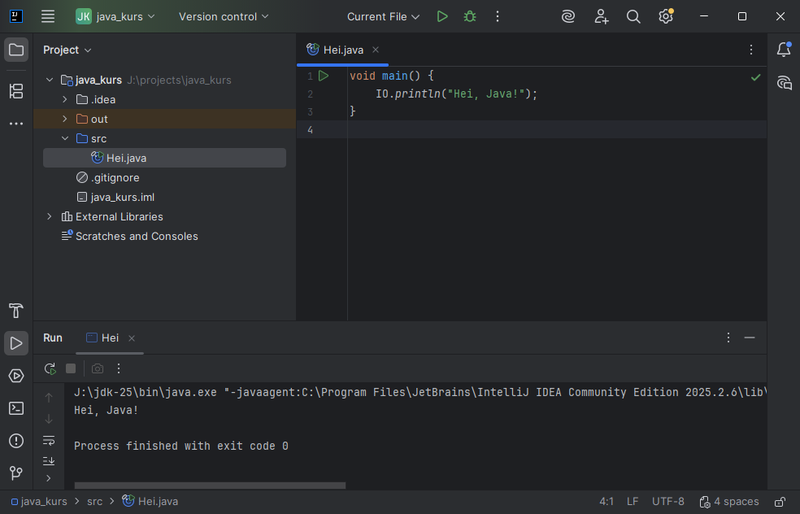 JK java_kurs Version control Current File
Project
Hei.java
java_kurs J:\projects\java_kurs
.idea
out
src
Hei.java
.gitignore
java_kurs.iml
External Libraries
Scratches and Consoles
1 void main() {
2 IO.println("Hei, Java!");
3 }
4
Run Hei
J:\jdk-25\bin\java.exe "-javaagent:C:\Program Files\JetBrains\IntelliJ IDEA Community Edition 2025.2.6\lib\
Hei, Java!
Process finished with exit code 0
java_kurs > src > Hei.java 4:1 LF UTF-8 4 spaces